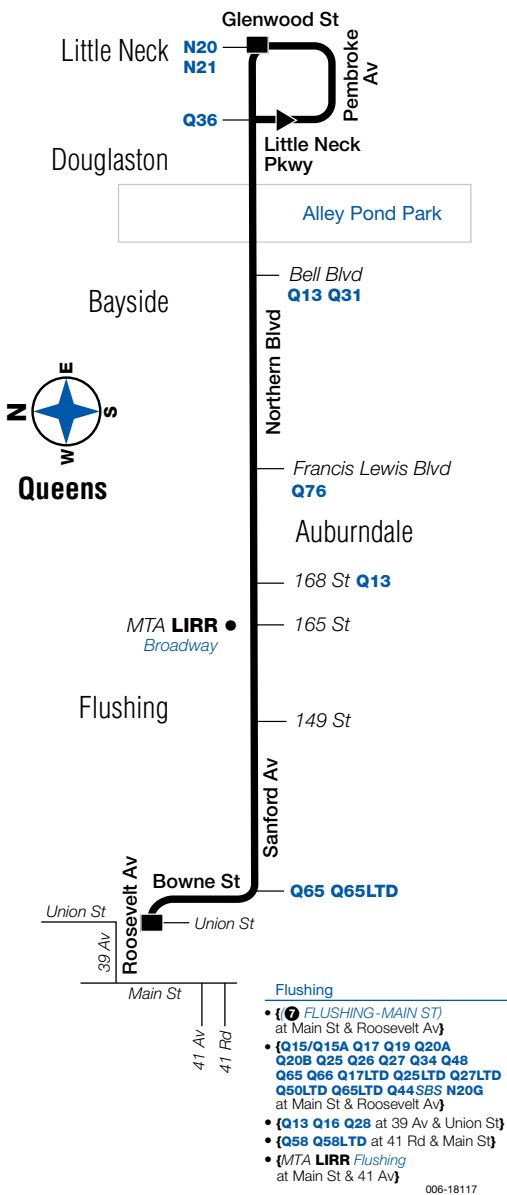 Glenwood St
Little Neck
N20
N21
Pembroke
Av
Q36
Little Neck
Pkwy
Douglaston
Alley Pond Park
Bell Blvd
Q13 Q31
Bayside
Northern Blvd
E
N
S
W
Queens
Francis Lewis Blvd
Q76
Auburndale
168 St Q13
MTA LIRR ●
Broadway
165 St
Flushing
149 St
Sanford Av
Bowne St
Q65 Q65LTD
Roosevelt Av
Union St
Union St
39 Av
Main St
41 Av
41 Rd
Flushing
• {(7 FLUSHING-MAIN ST)
at Main St & Roosevelt Av}
• {Q15/Q15A Q17 Q19 Q20A
Q20B Q25 Q26 Q27 Q34 Q48
Q65 Q66 Q17LTD Q25LTD Q27LTD
Q50LTD Q65LTD Q44SBS N20G
at Main St & Roosevelt Av}
• {Q13 Q16 Q28 at 39 Av & Union St}
• {Q58 Q58LTD at 41 Rd & Main St}
• {MTA LIRR Flushing
at Main St & 41 Av}
006-18117